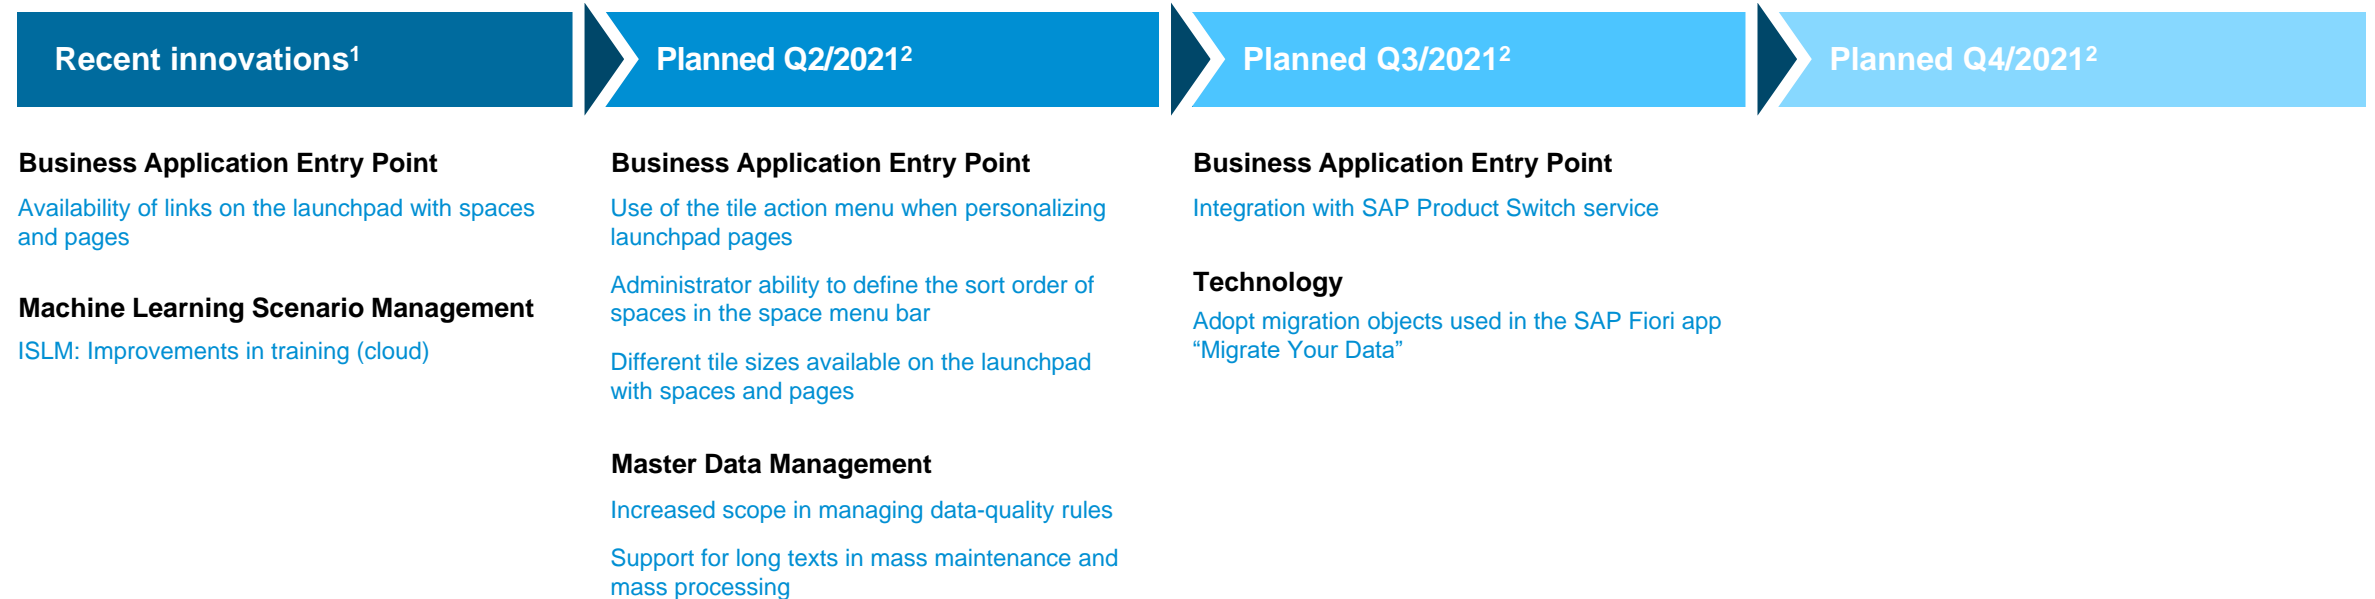 Recent innovations¹
Planned Q2/2021²
Planned Q3/2021²
Planned Q4/2021²
Business Application Entry Point
Availability of links on the launchpad with spaces
and pages
Machine Learning Scenario Management
ISLM: Improvements in training (cloud)
Business Application Entry Point
Use of the tile action menu when personalizing
launchpad pages
Administrator ability to define the sort order of
spaces in the space menu bar
Different tile sizes available on the launchpad
with spaces and pages
Master Data Management
Increased scope in managing data-quality rules
Support for long texts in mass maintenance and
mass processing
Business Application Entry Point
Integration with SAP Product Switch service
Technology
Adopt migration objects used in the SAP Fiori app
“Migrate Your Data”